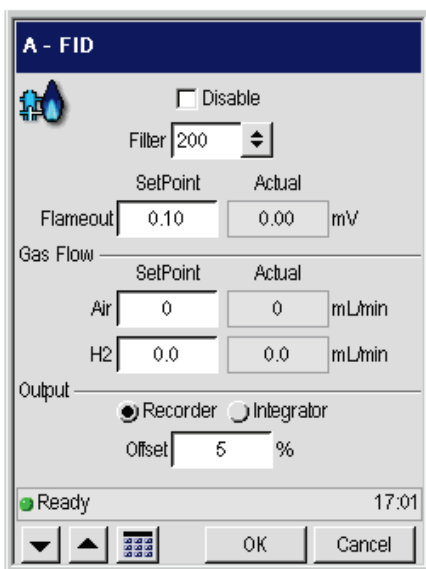 A - FID
Disable
Filter 200
SetPoint Actual
Flameout 0.10 0.00 mV
Gas Flow
SetPoint Actual
Air 0 0 mL/min
H2 0.0 0.0 mL/min
Output
Recorder Integrator
Offset 5 %
Ready 17:01
OK Cancel